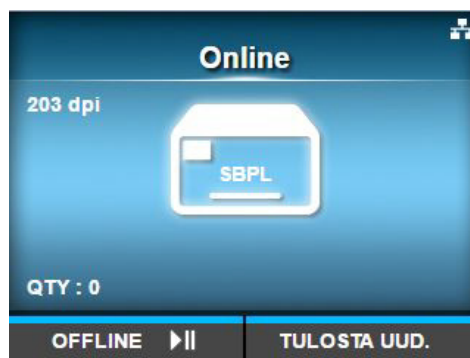 Online
203 dpi
SBPL
QTY : 0
OFFLINE
TULOSTA UUD.